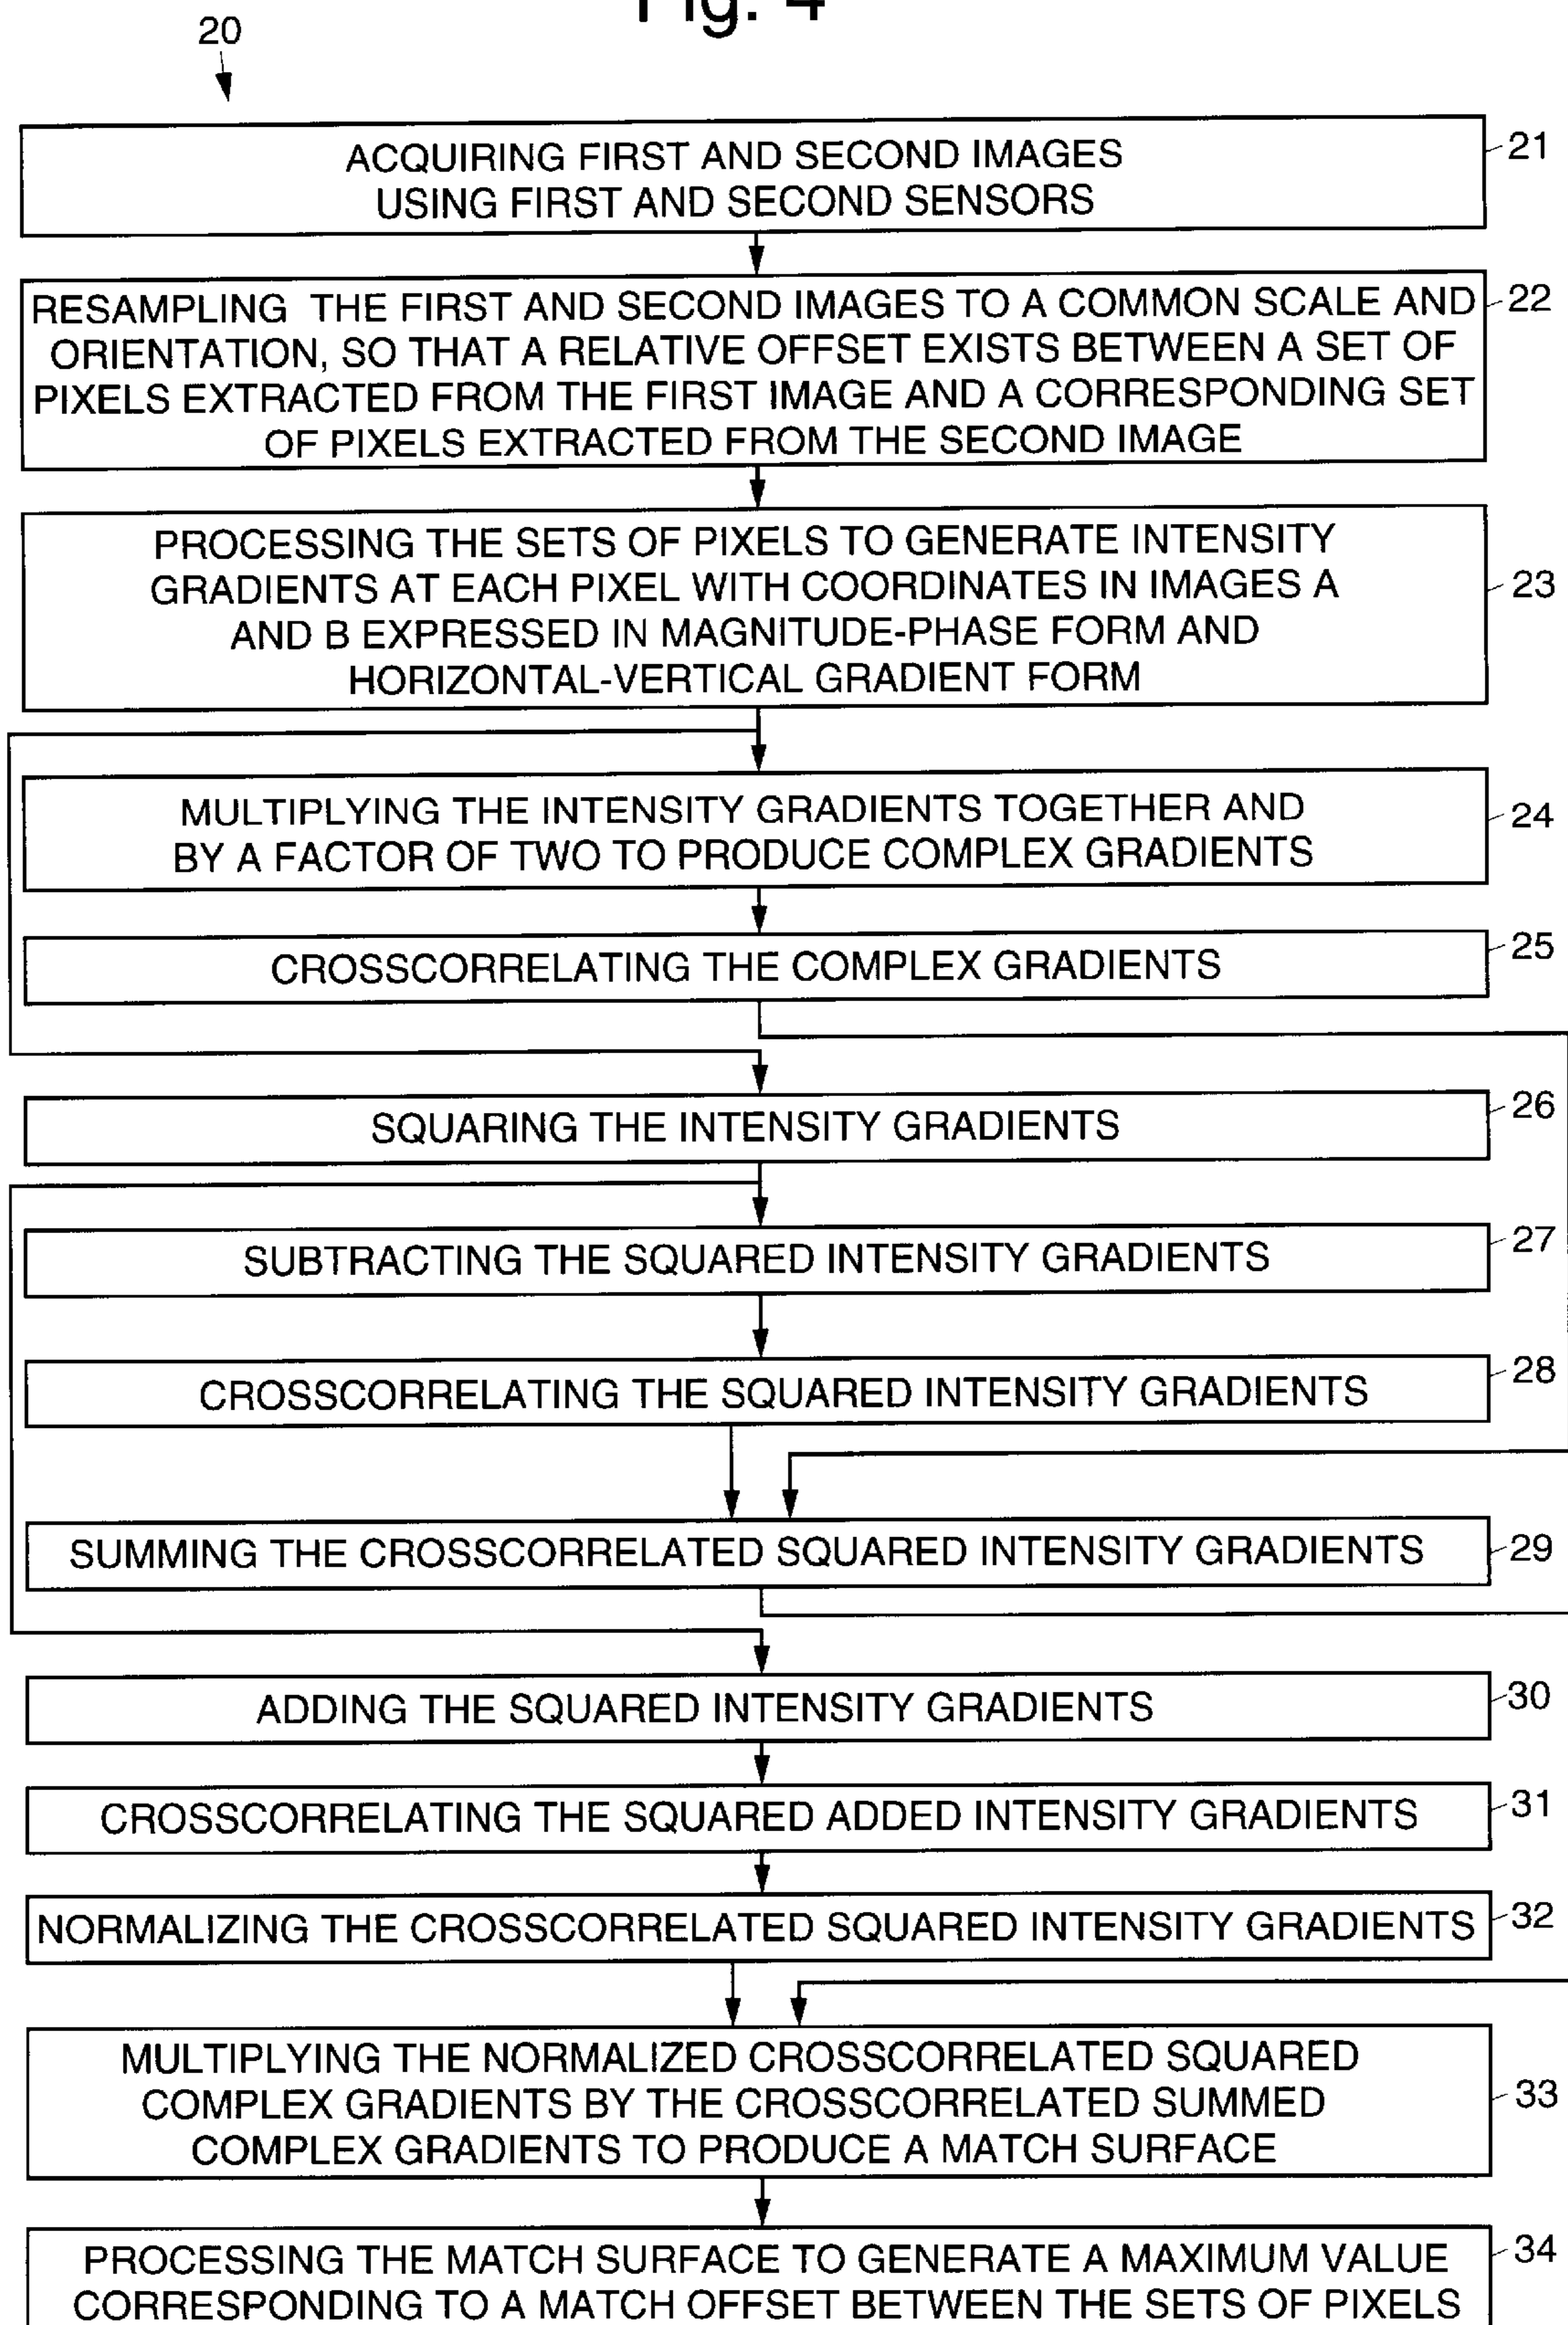 Fig. 4
20
ACQUIRING FIRST AND SECOND IMAGES
USING FIRST AND SECOND SENSORS
21
RESAMPLING THE FIRST AND SECOND IMAGES TO A COMMON SCALE AND
ORIENTATION, SO THAT A RELATIVE OFFSET EXISTS BETWEEN A SET OF
PIXELS EXTRACTED FROM THE FIRST IMAGE AND A CORRESPONDING SET
OF PIXELS EXTRACTED FROM THE SECOND IMAGE
22
PROCESSING THE SETS OF PIXELS TO GENERATE INTENSITY
GRADIENTS AT EACH PIXEL WITH COORDINATES IN IMAGES A
AND B EXPRESSED IN MAGNITUDE-PHASE FORM AND
HORIZONTAL-VERTICAL GRADIENT FORM
23
MULTIPLYING THE INTENSITY GRADIENTS TOGETHER AND
BY A FACTOR OF TWO TO PRODUCE COMPLEX GRADIENTS
24
CROSSCORRELATING THE COMPLEX GRADIENTS
25
SQUARING THE INTENSITY GRADIENTS
26
SUBTRACTING THE SQUARED INTENSITY GRADIENTS
27
CROSSCORRELATING THE SQUARED INTENSITY GRADIENTS
28
SUMMING THE CROSSCORRELATED SQUARED INTENSITY GRADIENTS
29
ADDING THE SQUARED INTENSITY GRADIENTS
30
CROSSCORRELATING THE SQUARED ADDED INTENSITY GRADIENTS
31
NORMALIZING THE CROSSCORRELATED SQUARED INTENSITY GRADIENTS
32
MULTIPLYING THE NORMALIZED CROSSCORRELATED SQUARED
COMPLEX GRADIENTS BY THE CROSSCORRELATED SUMMED
COMPLEX GRADIENTS TO PRODUCE A MATCH SURFACE
33
PROCESSING THE MATCH SURFACE TO GENERATE A MAXIMUM VALUE
CORRESPONDING TO A MATCH OFFSET BETWEEN THE SETS OF PIXELS
34